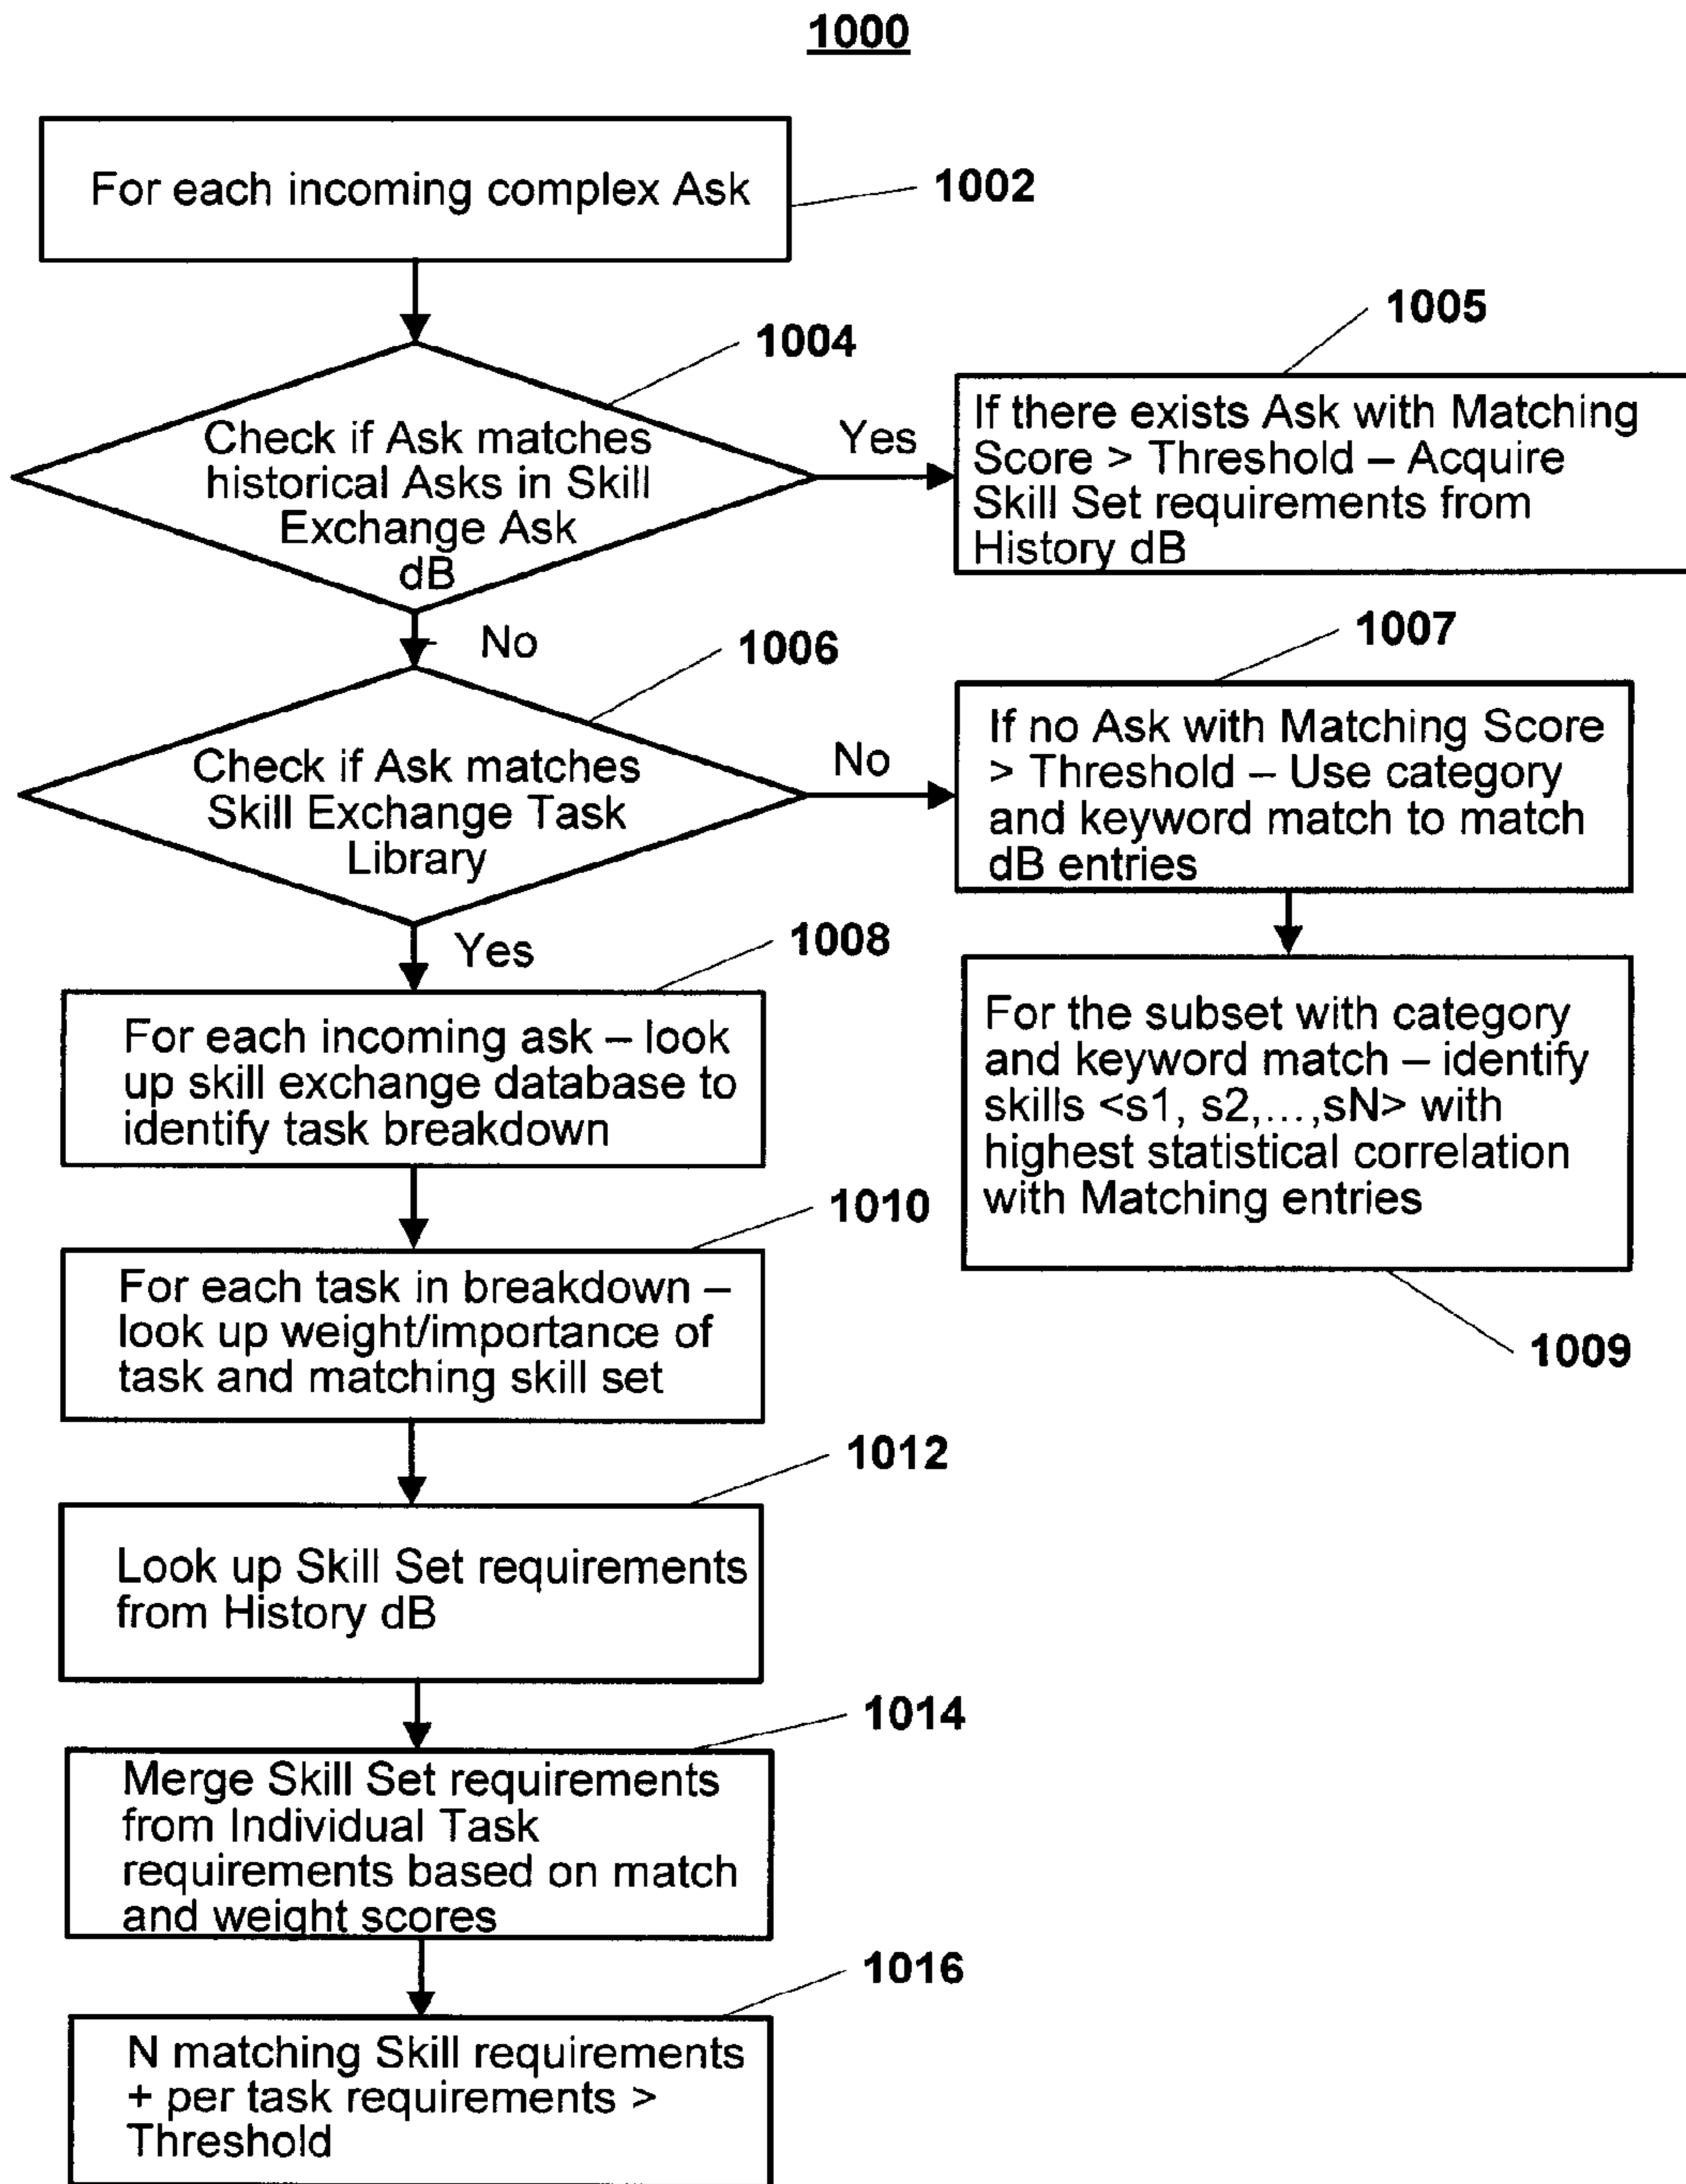 1000
For each incoming complex Ask
1002
1004
Check if Ask matches
historical Asks in Skill
Exchange Ask
dB
Yes
1005
If there exists Ask with Matching
Score > Threshold – Acquire
Skill Set requirements from
History dB
No
1006
Check if Ask matches
Skill Exchange Task
Library
No
1007
If no Ask with Matching Score
> Threshold – Use category
and keyword match to match
dB entries
Yes
1008
For each incoming ask – look
up skill exchange database to
identify task breakdown
For the subset with category
and keyword match – identify
skills <s1, s2,...,sN> with
highest statistical correlation
with Matching entries
1009
1010
For each task in breakdown –
look up weight/importance of
task and matching skill set
1012
Look up Skill Set requirements
from History dB
1014
Merge Skill Set requirements
from Individual Task
requirements based on match
and weight scores
1016
N matching Skill requirements
+ per task requirements >
Threshold